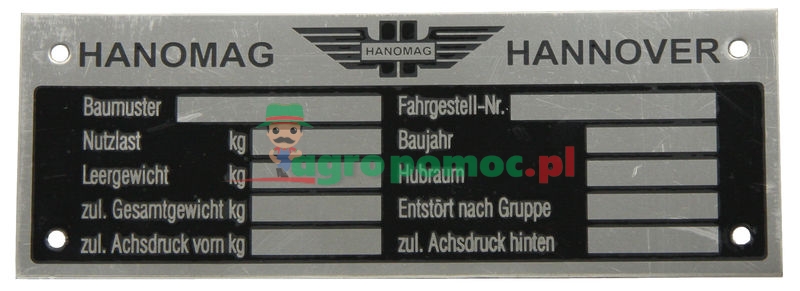 HANOMAG HANOMAG HANNOVER
Baumuster Fahrgestell-Nr.
Nutzlast kg Baujahr
Leergewicht kg Hubraum
agropomoc.pl
zul. Gesamtgewicht kg Entstört nach Gruppe
zul. Achsdruck vorn kg zul. Achsdruck hinten